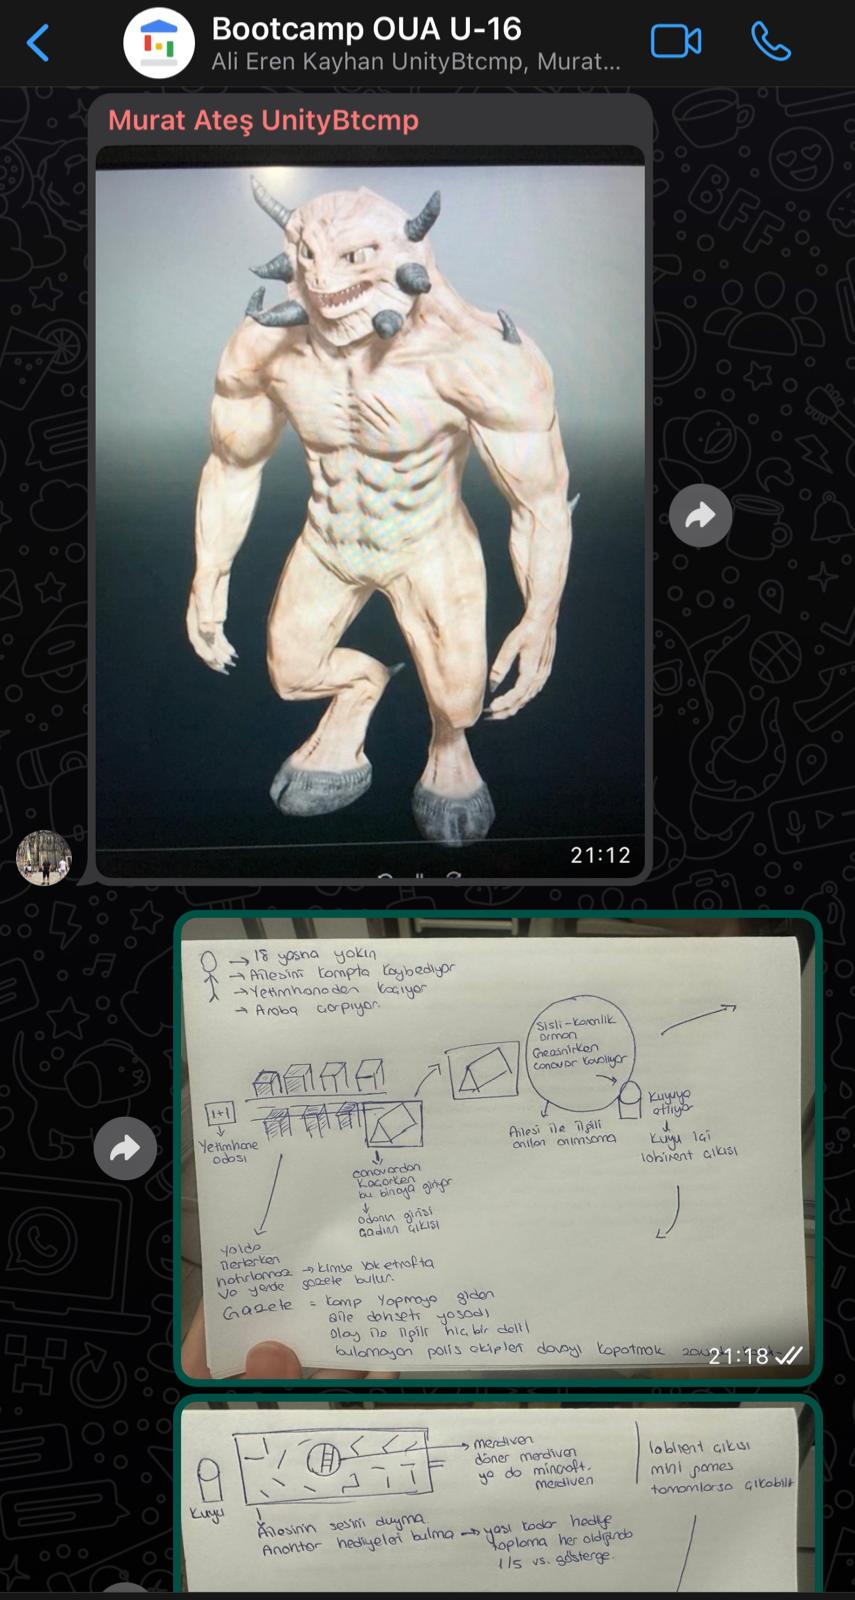 Bootcamp OUA U-16
Ali Eren Kayhan UnityBtcmp, Murat...
Murat Ateş UnityBtcmp
21:12
→ 18 yaşına yakın
→ Ailesini kampta kaybediyor
→ Yetimhaneden kaçıyor
→ Araba çarpıyor.
Sisli-karanlık
orman
Gezinirken
canavar kovalıyor
1+1
Yetimhane
odası
Kuyuya
atlıyor
Kuyu içi
labirent çıkışı
Ailesi ile ilgili
anıları anımsama
canavardan
kaçarken
bu binaya giriyor
odanın girişi
çadırın çıkışı
Yolda
ilerlerken
→ kimse yok etrafta
ve yerde gazete bulur.
Gazete = kamp yapmaya giden
aile dehşeti yaşadı
olay ile ilgili hiç bir delil
bulamayan polis ekipleri davayı kapatmak
21:18
merdiven
döner merdiven
ya da mincraft.
merdiven
labirent çıkışı
mini games
tamamlarsa çıkabilir
Kuyu
Ailesinin sesini duyma
Anahtar hediyeleri bulma → yaşı kadar hediye
toplama her aldığında
1/5 vs. gösterge.